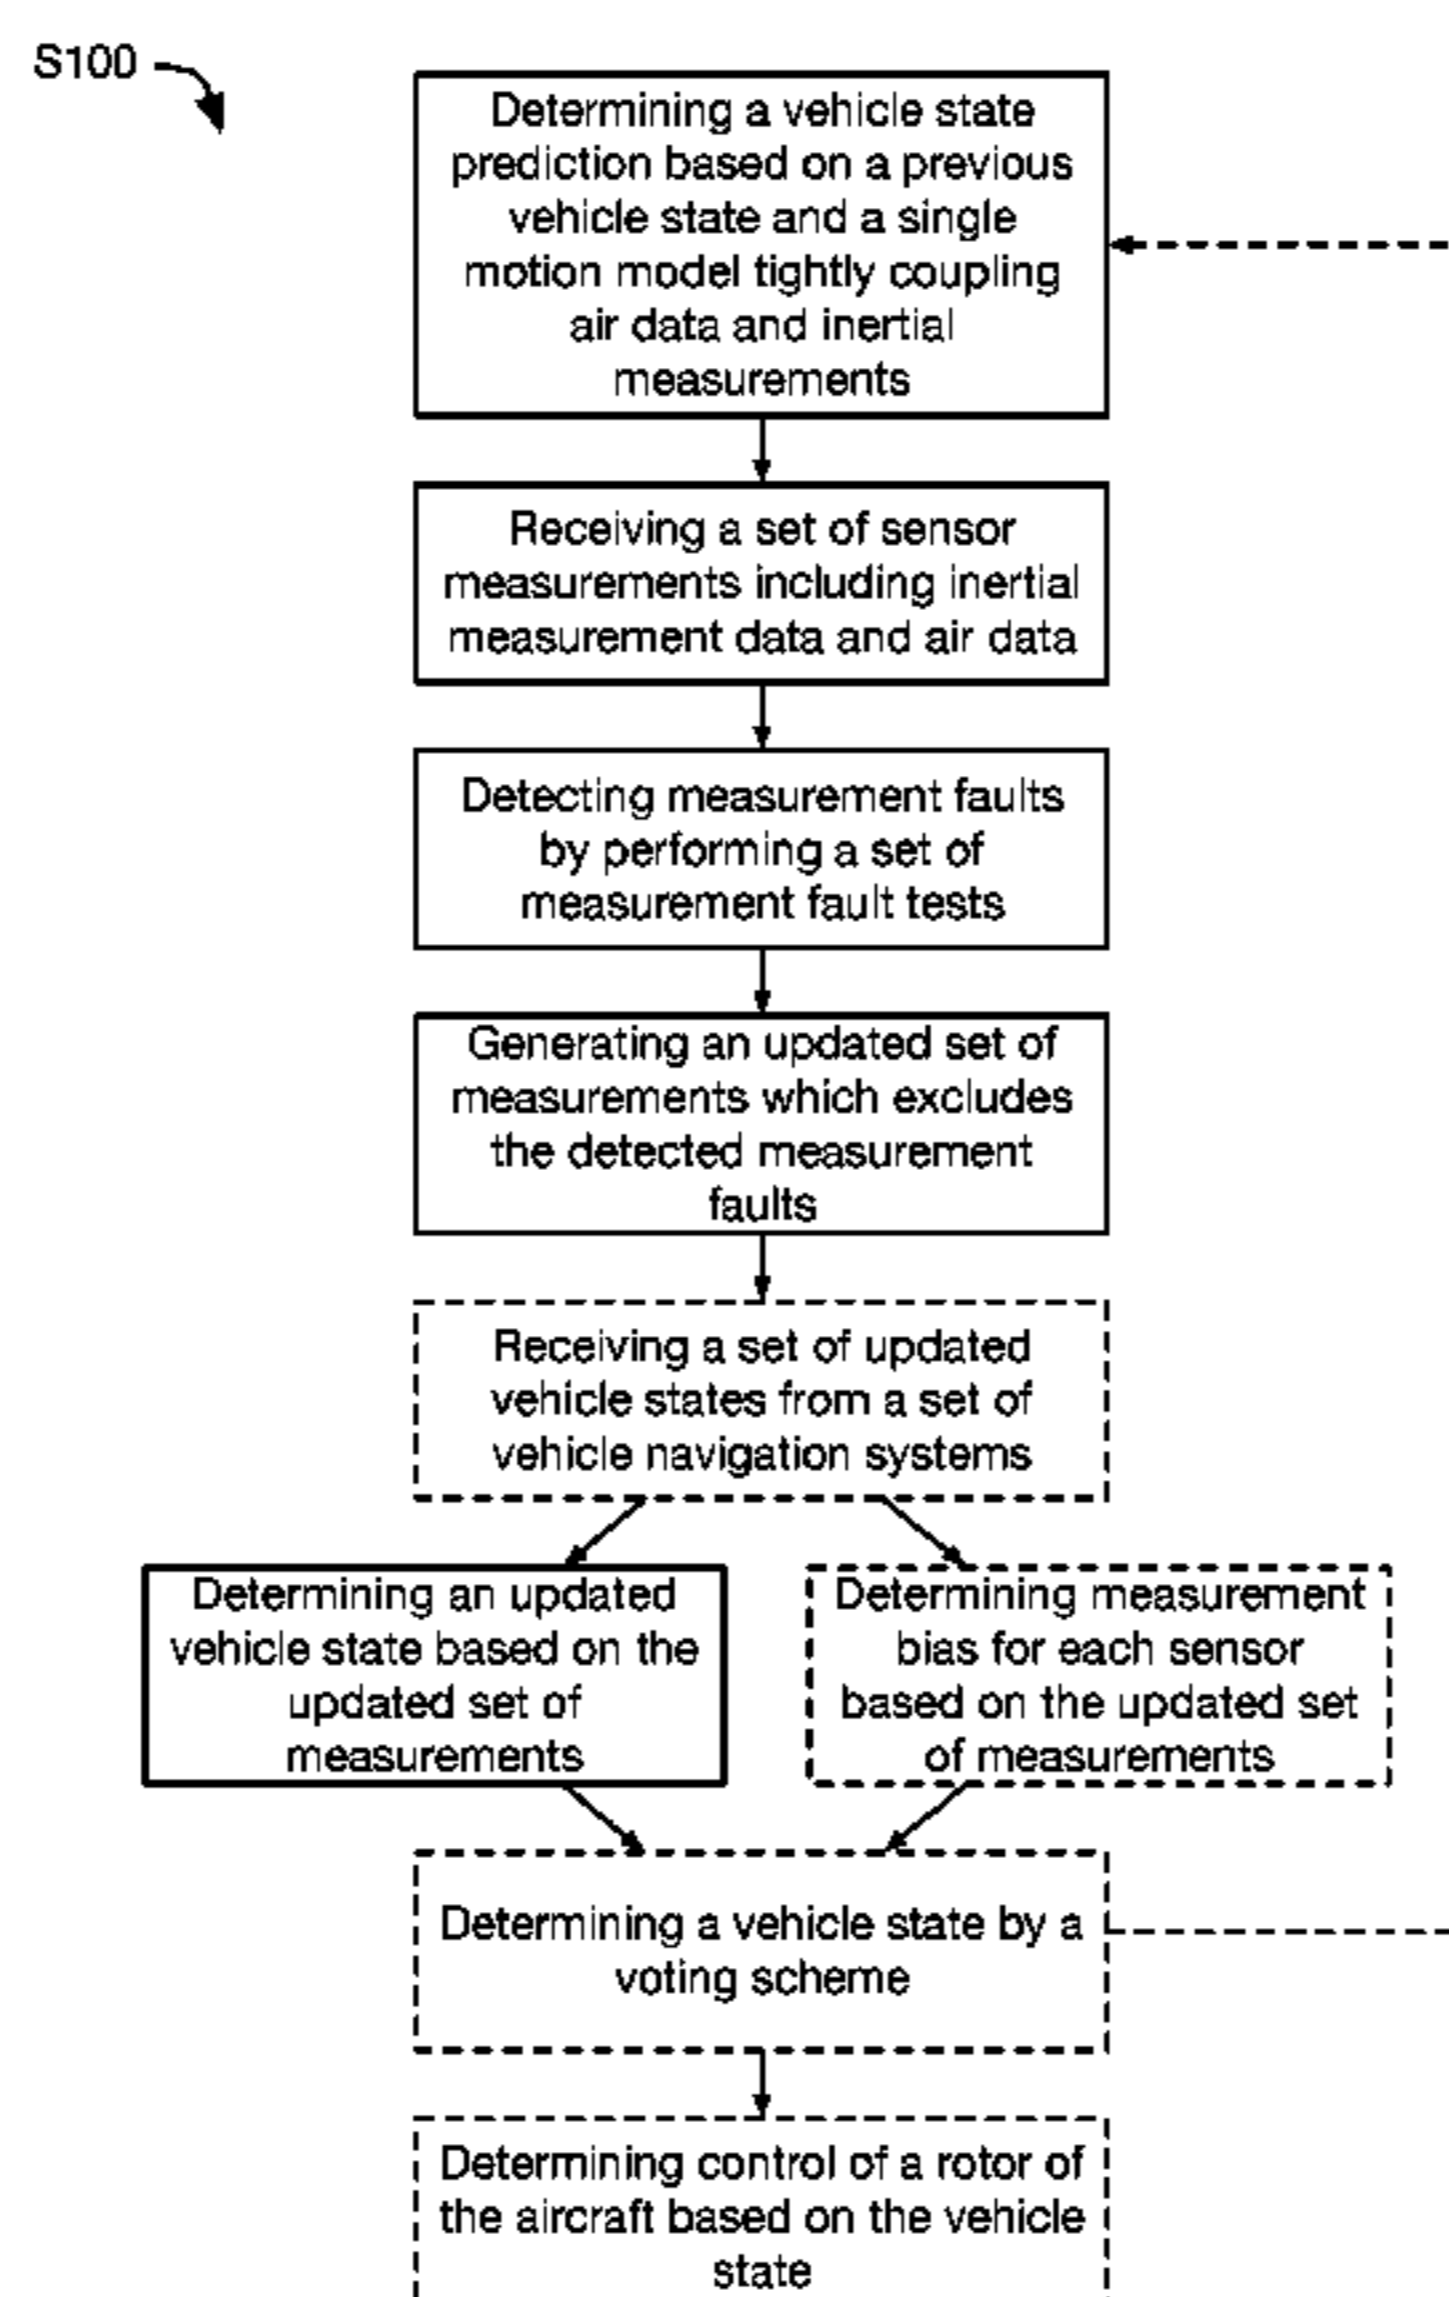 S100
Determining a vehicle state
prediction based on a previous
vehicle state and a single
motion model tightly coupling
air data and inertial
measurements
Receiving a set of sensor
measurements including inertial
measurement data and air data
Detecting measurement faults
by performing a set of
measurement fault tests
Generating an updated set of
measurements which excludes
the detected measurement
faults
Receiving a set of updated
vehicle states from a set of
vehicle navigation systems
Determining an updated
vehicle state based on the
updated set of
measurements
Determining measurement
bias for each sensor
based on the updated set
of measurements
Determining a vehicle state by a
voting scheme
Determining control of a rotor of
the aircraft based on the vehicle
state